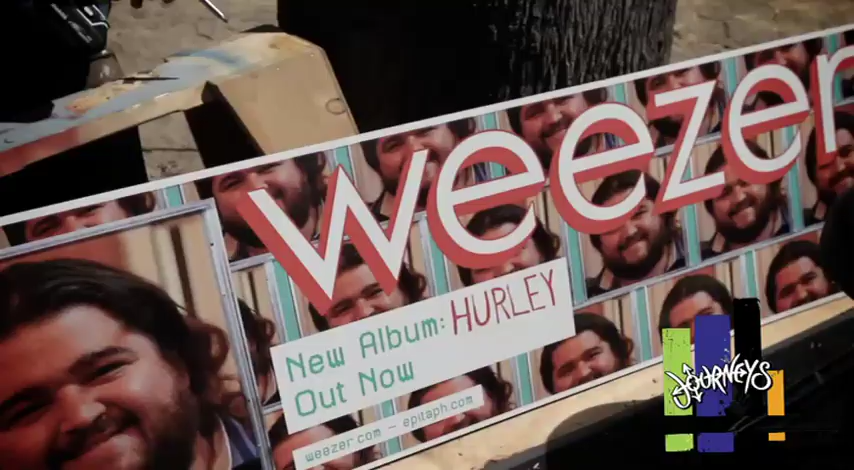 weezer
New Album: HURLEY
Out Now
weezer.com – epitaph.com
JOURNEYS